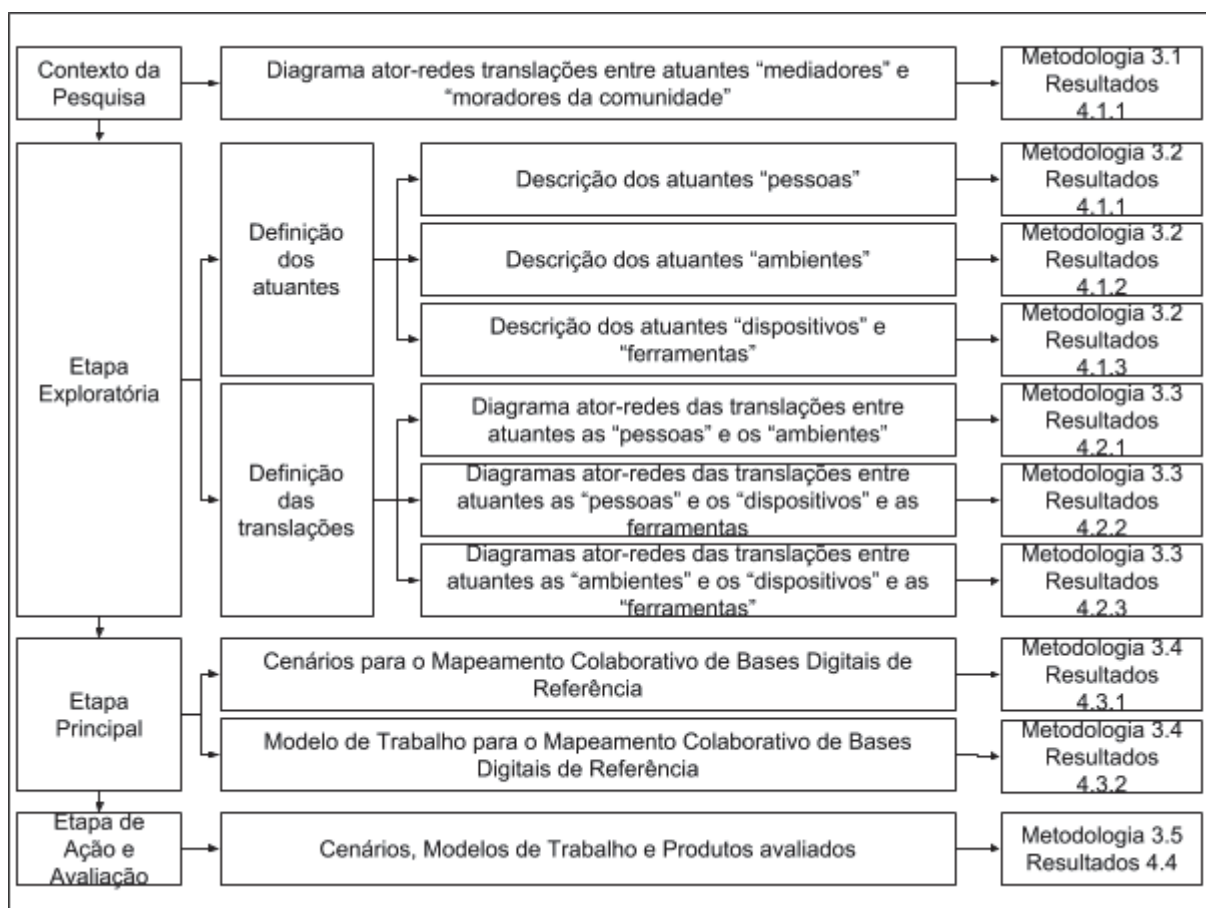 Contexto da
Pesquisa
Diagrama ator-redes translações entre atuantes “mediadores” e
“moradores da comunidade”
Metodologia 3.1
Resultados
4.1.1
Etapa
Exploratória
Definição
dos
atuantes
Descrição dos atuantes “pessoas”
Metodologia 3.2
Resultados
4.1.1
Descrição dos atuantes “ambientes”
Metodologia 3.2
Resultados
4.1.2
Descrição dos atuantes “dispositivos” e
“ferramentas”
Metodologia 3.2
Resultados
4.1.3
Definição
das
translações
Diagrama ator-redes das translações entre
atuantes as “pessoas” e os “ambientes”
Metodologia 3.3
Resultados
4.2.1
Diagramas ator-redes das translações entre
atuantes as “pessoas” e os “dispositivos” e as
ferramentas
Metodologia 3.3
Resultados
4.2.2
Diagramas ator-redes das translações entre
atuantes as “ambientes” e os “dispositivos” e as
“ferramentas”
Metodologia 3.3
Resultados
4.2.3
Etapa
Principal
Cenários para o Mapeamento Colaborativo de Bases Digitais de
Referência
Metodologia 3.4
Resultados
4.3.1
Modelo de Trabalho para o Mapeamento Colaborativo de Bases
Digitais de Referência
Metodologia 3.4
Resultados
4.3.2
Etapa de
Ação e
Avaliação
Cenários, Modelos de Trabalho e Produtos avaliados
Metodologia 3.5
Resultados 4.4